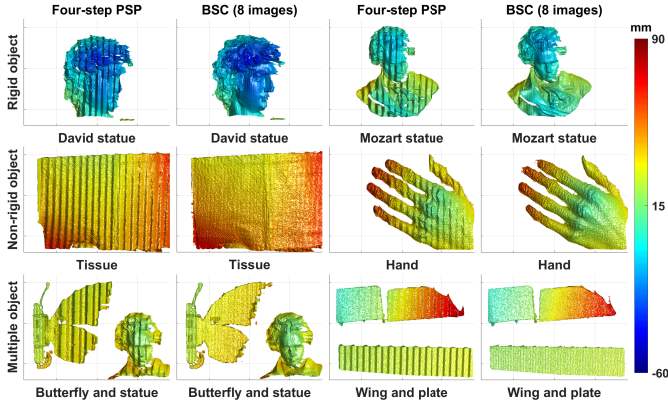 Four-step PSP BSC (8 images) Four-step PSP BSC (8 images)
mm
90
Rigid object
David statue David statue Mozart statue Mozart statue
Non-rigid object
15
Tissue Tissue Hand Hand
Multiple object
-60
Butterfly and statue Butterfly and statue Wing and plate Wing and plate